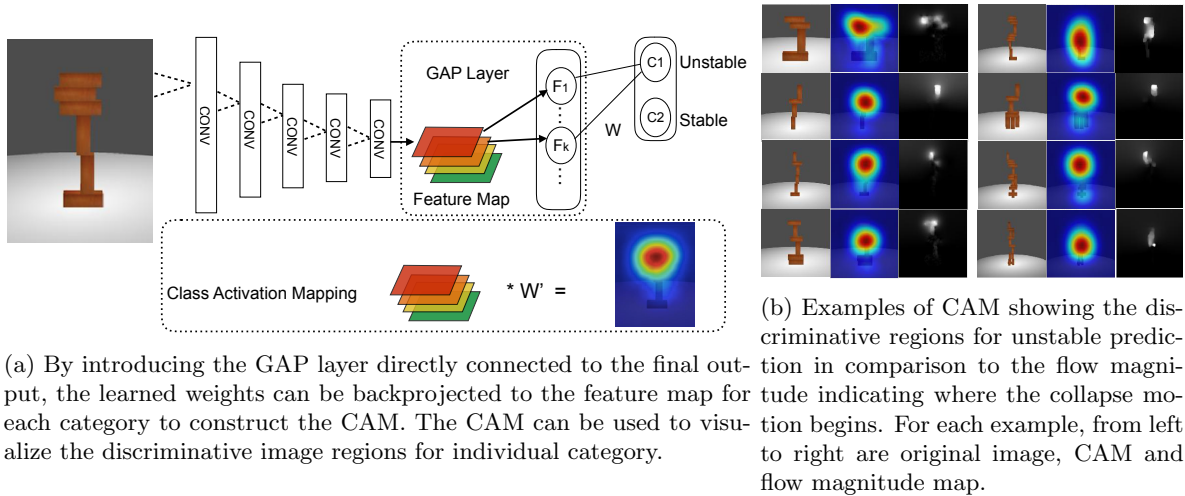 CONV
CONV
CONV
CONV
CONV
GAP Layer
Feature Map
F1
Fk
W
C1
Unstable
C2
Stable
Class Activation Mapping
* W' =
(a) By introducing the GAP layer directly connected to the final out-
put, the learned weights can be backprojected to the feature map for
each category to construct the CAM. The CAM can be used to visu-
alize the discriminative image regions for individual category.
(b) Examples of CAM showing the dis-
criminative regions for unstable predic-
tion in comparison to the flow magni-
tude indicating where the collapse mo-
tion begins. For each example, from left
to right are original image, CAM and
flow magnitude map.